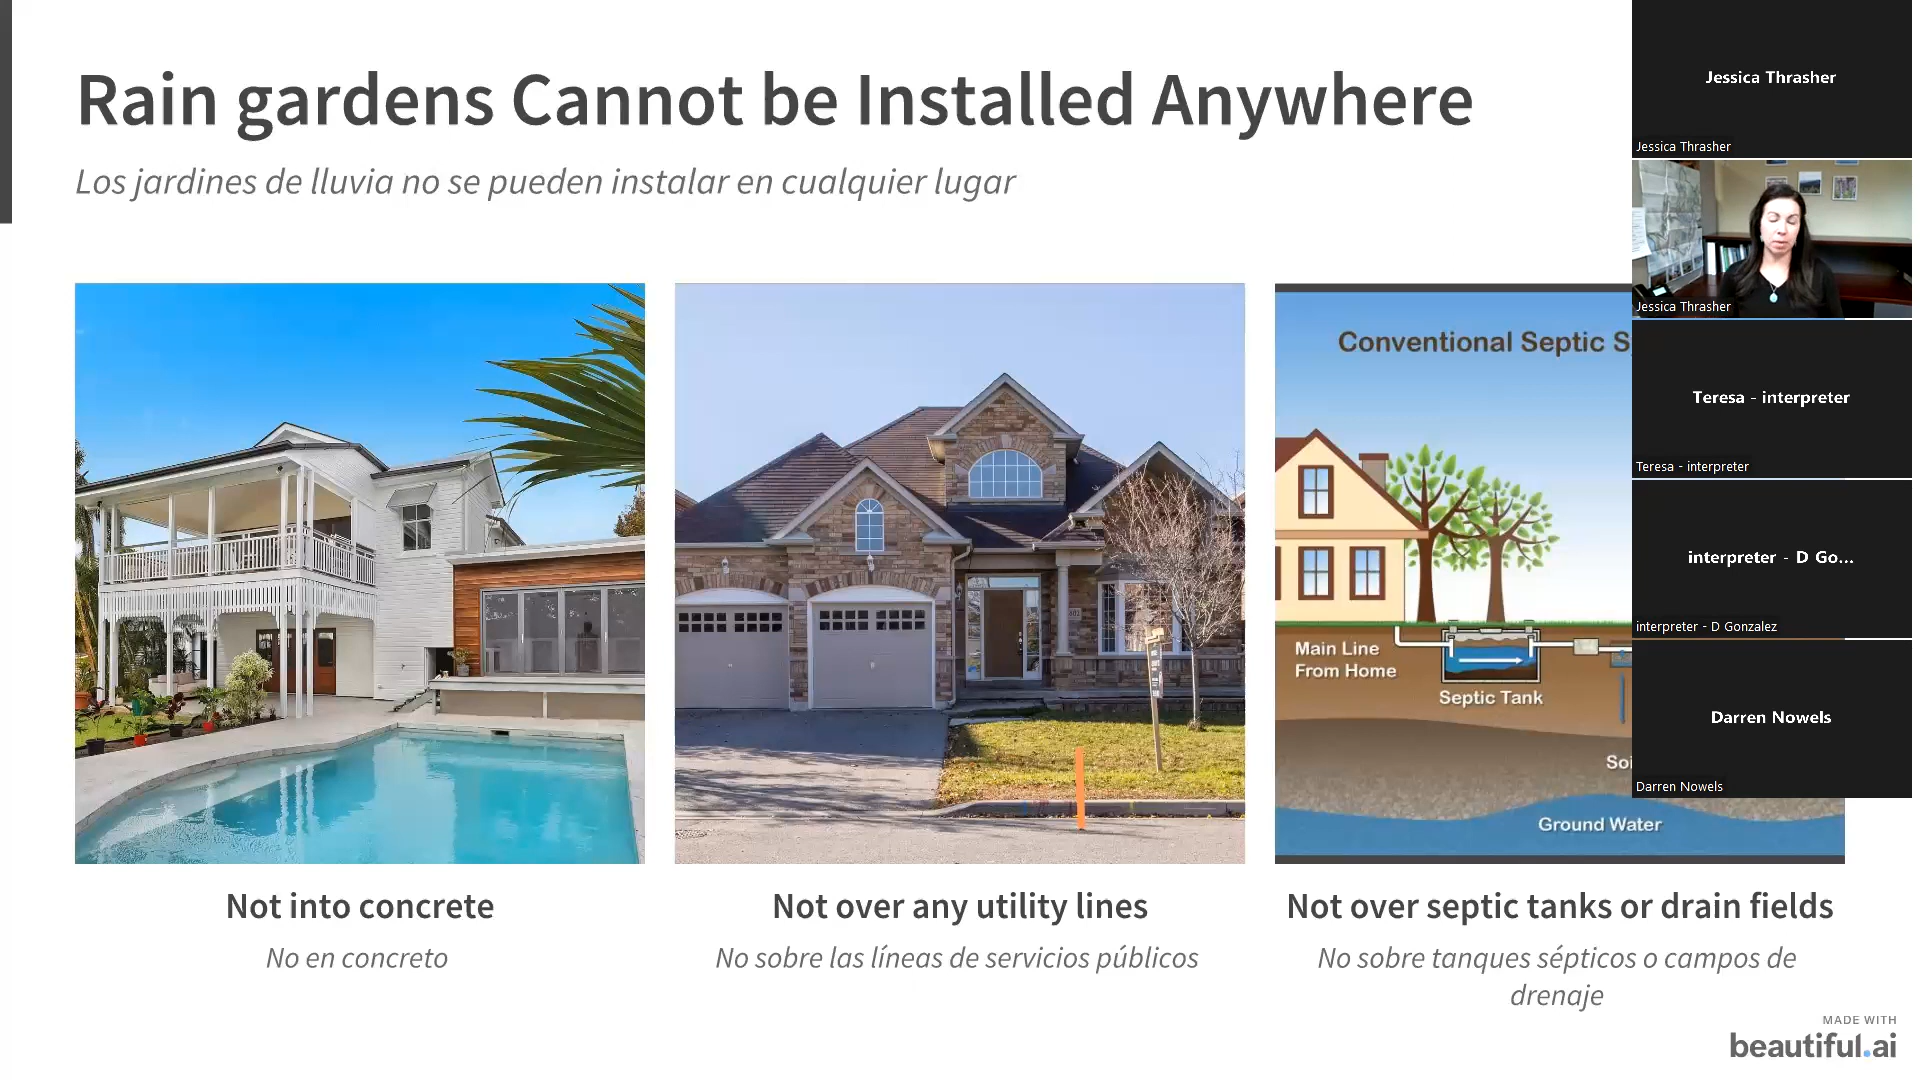 Rain gardens Cannot be Installed Anywhere
Los jardines de lluvia no se pueden instalar en cualquier lugar
Conventional Septic S
Main Line
From Home
Septic Tank
Soi
Ground Water
Not into concrete
No en concreto
Not over any utility lines
No sobre las líneas de servicios públicos
Not over septic tanks or drain fields
No sobre tanques sépticos o campos de
drenaje
MADE WITH
beautiful.ai
Jessica Thrasher
Jessica Thrasher
Jessica Thrasher
Teresa - interpreter
Teresa - interpreter
interpreter - D Go...
interpreter - D Gonzalez
Darren Nowels
Darren Nowels